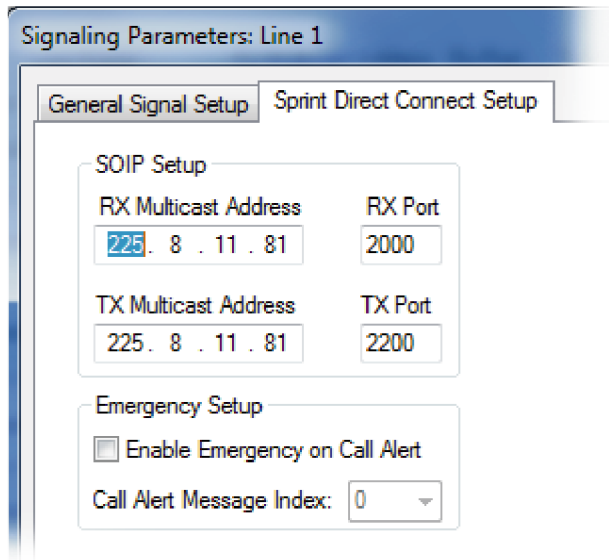 Signaling Parameters: Line 1
General Signal Setup Sprint Direct Connect Setup
SOIP Setup
RX Multicast Address RX Port
225. 8 . 11 . 81 2000
TX Multicast Address TX Port
225. 8 . 11 . 81 2200
Emergency Setup
Enable Emergency on Call Alert
Call Alert Message Index: 0